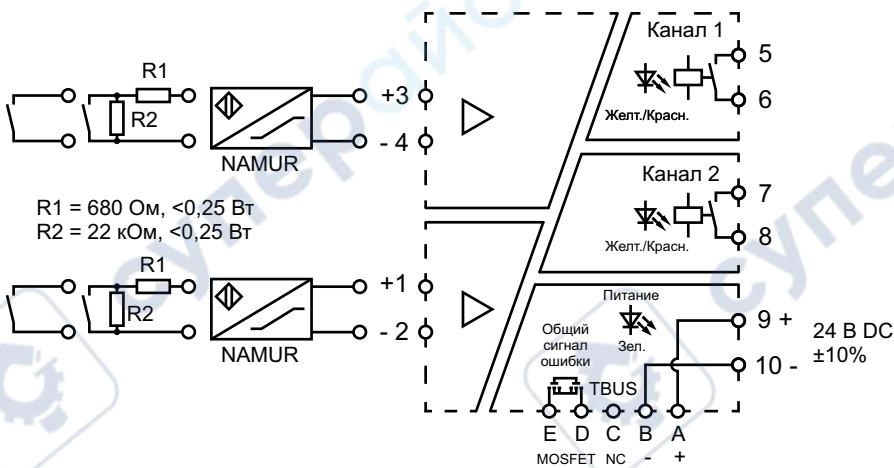 Канал 1
5
6
Желт./Красн.
R1
R2
+3
- 4
NAMUR
Канал 2
7
8
Желт./Красн.
R1 = 680 Ом, <0,25 Вт
R2 = 22 кОм, <0,25 Вт
R1
R2
+1
- 2
NAMUR
Питание
Зел.
Общий
сигнал
ошибки
9 +
10 -
24 В DC
±10%
TBUS
E D C B A
MOSFET NC - +
суперайс
супе